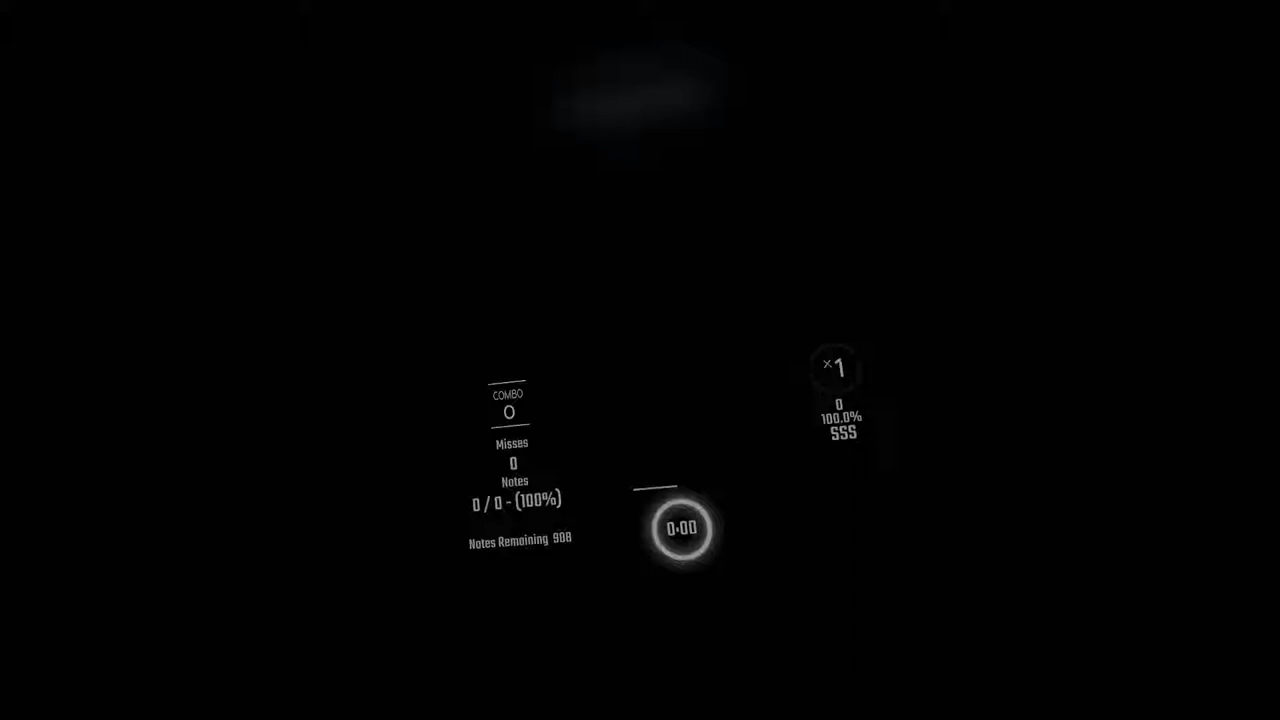 COMBO
0
Misses
0
Notes
0 / 0 - (100%)
Notes Remaining 908
0:00
×1
0
100.0%
SSS